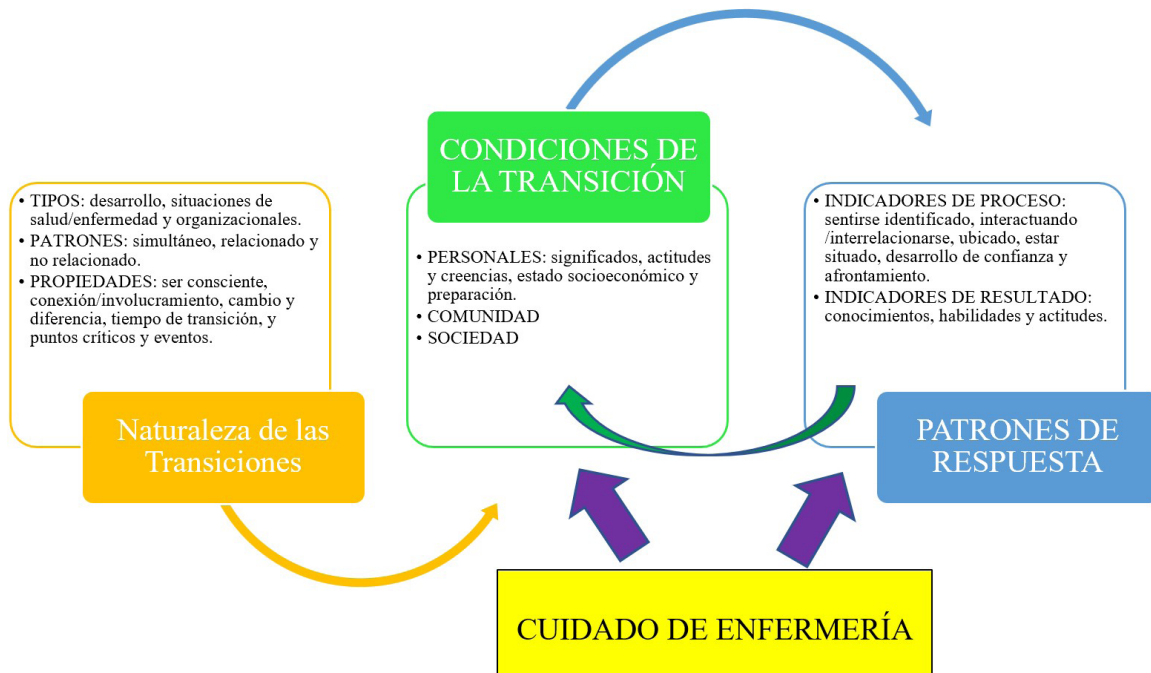 • TIPOS: desarrollo, situaciones de
salud/enfermedad y organizacionales.
• PATRONES: simultáneo, relacionado y
no relacionado.
• PROPIEDADES: ser consciente,
conexión/involucramiento, cambio y
diferencia, tiempo de transición, y
puntos críticos y eventos.
Naturaleza de las
Transiciones
CONDICIONES DE
LA TRANSICIÓN
• PERSONALES: significados, actitudes
y creencias, estado socioeconómico y
preparación.
• COMUNIDAD
• SOCIEDAD
• INDICADORES DE PROCESO:
sentirse identificado, interactuando
/interrelacionarse, ubicado, estar
situado, desarrollo de confianza y
afrontamiento.
• INDICADORES DE RESULTADO:
conocimientos, habilidades y actitudes.
PATRONES DE
RESPUESTA
CUIDADO DE ENFERMERÍA